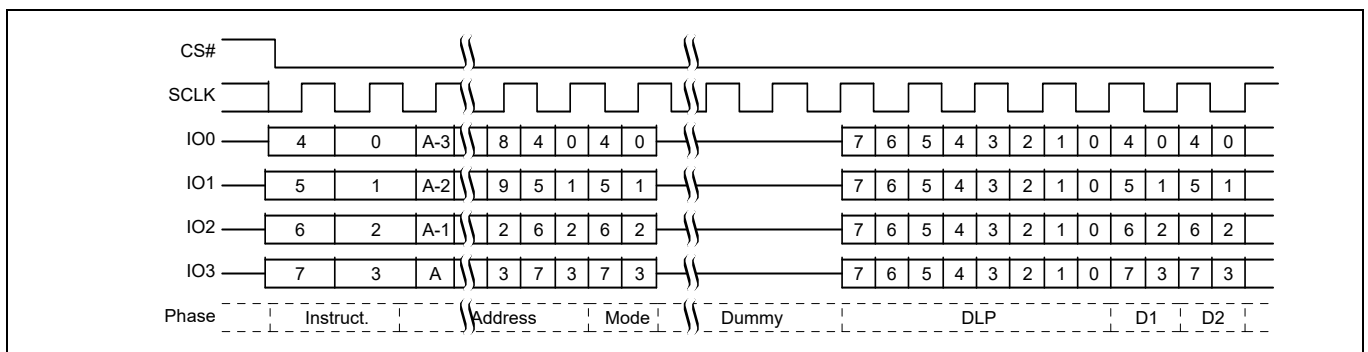 CS#
SCLK
IO0 4 0 A-3 8 4 0 4 0 7 6 5 4 3 2 1 0 4 0 4 0
IO1 5 1 A-2 9 5 1 5 1 7 6 5 4 3 2 1 0 5 1 5 1
IO2 6 2 A-1 2 6 2 6 2 7 6 5 4 3 2 1 0 6 2 6 2
IO3 7 3 A 3 7 3 7 3 7 6 5 4 3 2 1 0 7 3 7 3
Phase Instruct. Address Mode Dummy DLP D1 D2